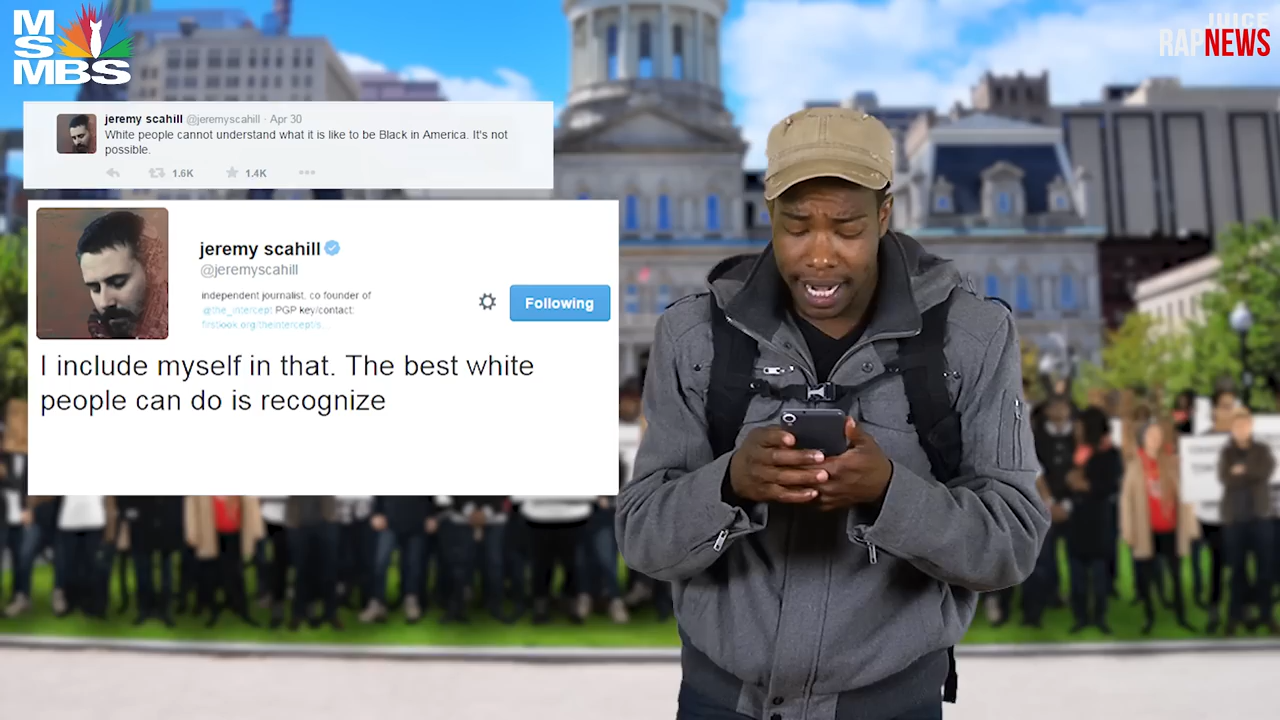 MS
MBS
JUICE
RAPNEWS
jeremy scahill @jeremyscahill · Apr 30
White people cannot understand what it is like to be Black in America. It's not
possible.
1.6K 1.4K
jeremy scahill
@jeremyscahill
independent journalist. co founder of
@the_intercept PGP key/contact:
Following
I include myself in that. The best white
people can do is recognize